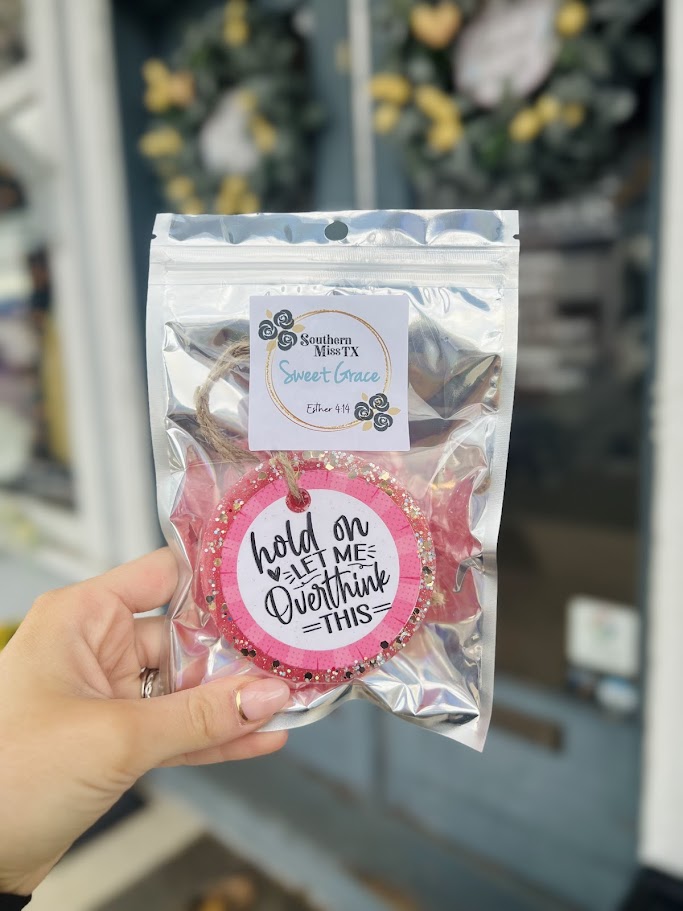 Southern
Miss TX
Sweet Grace
Esther 4:14
hold on
LET ME
Overthink
THIS